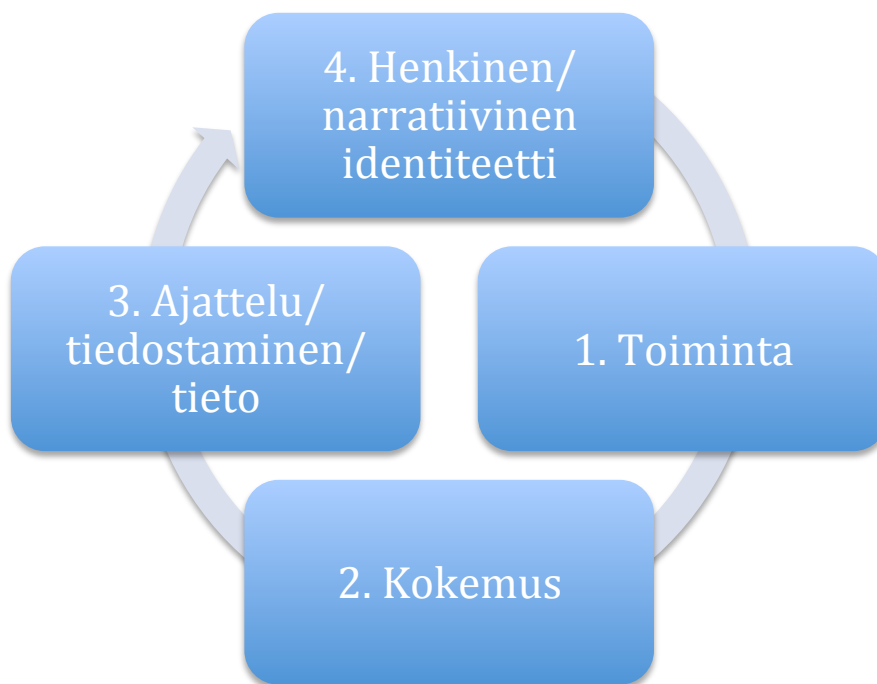 4. Henkinen/
narratiivinen
identiteetti
3. Ajattelu/
tiedostaminen/
tieto
1. Toiminta
2. Kokemus